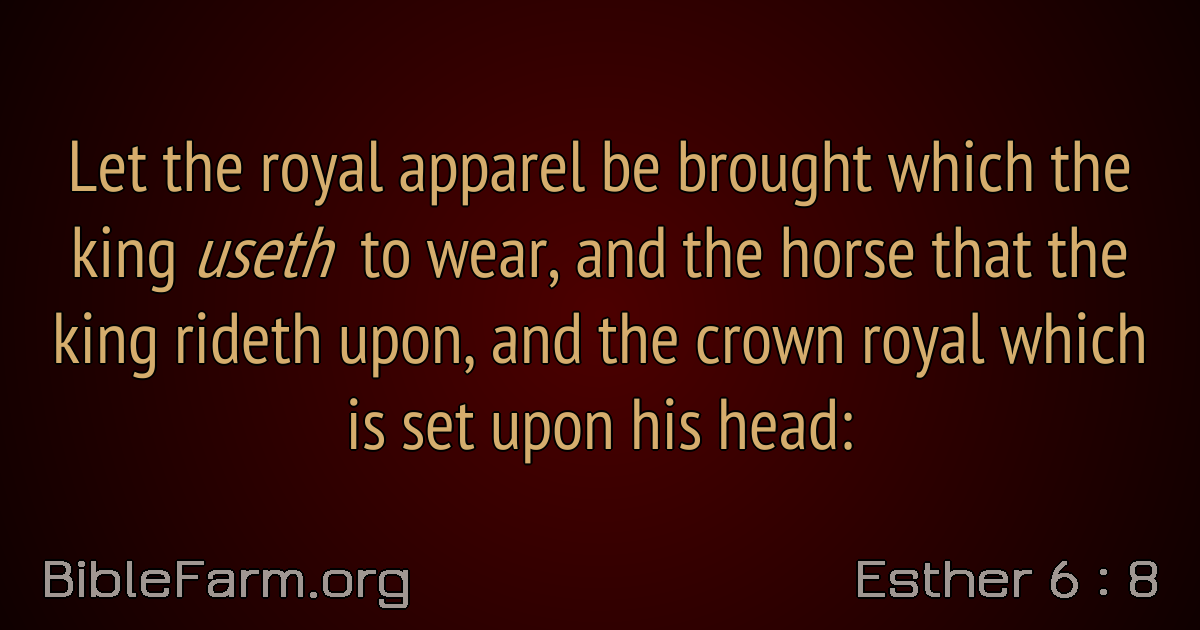 Let the royal apparel be brought which the
king useth to wear, and the horse that the
king rideth upon, and the crown royal which
is set upon his head:
BibleFarm.org
Esther 6 : 8